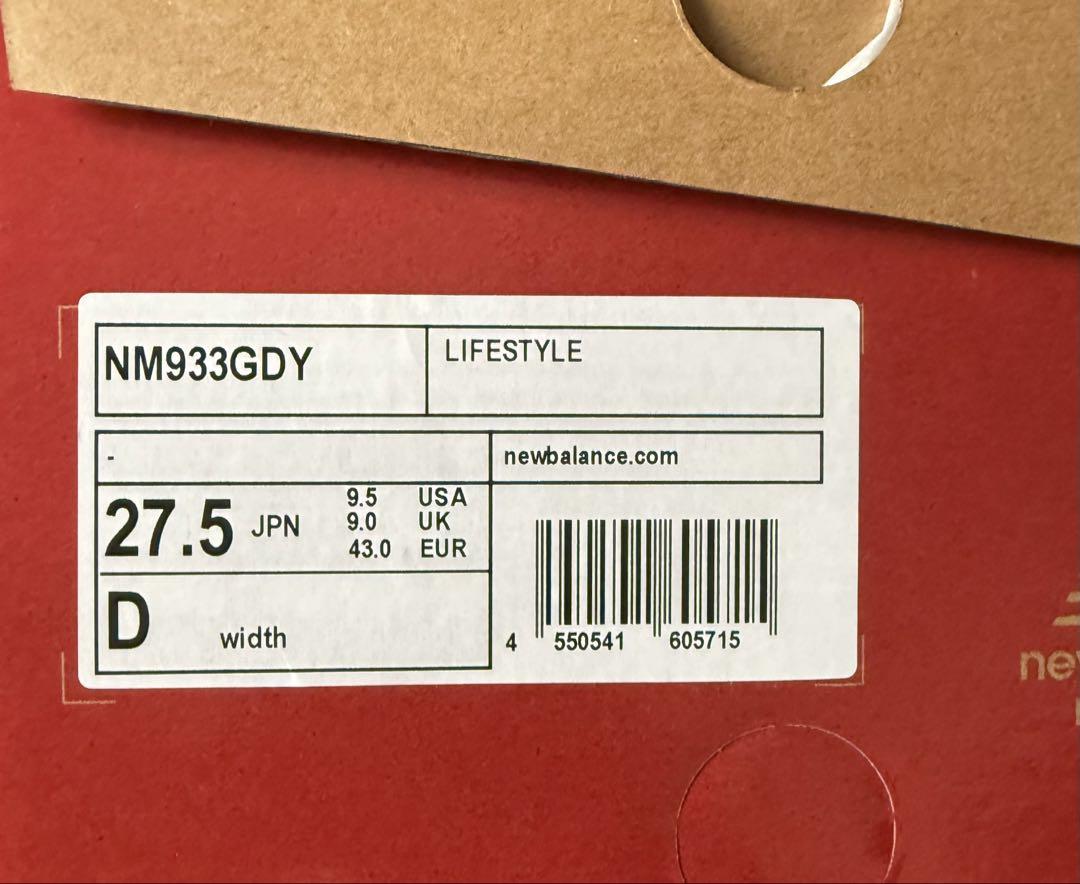 NM933GDY
LIFESTYLE
-
newbalance.com
27.5 JPN
9.5 USA
9.0 UK
43.0 EUR
D width
4 550541 605715